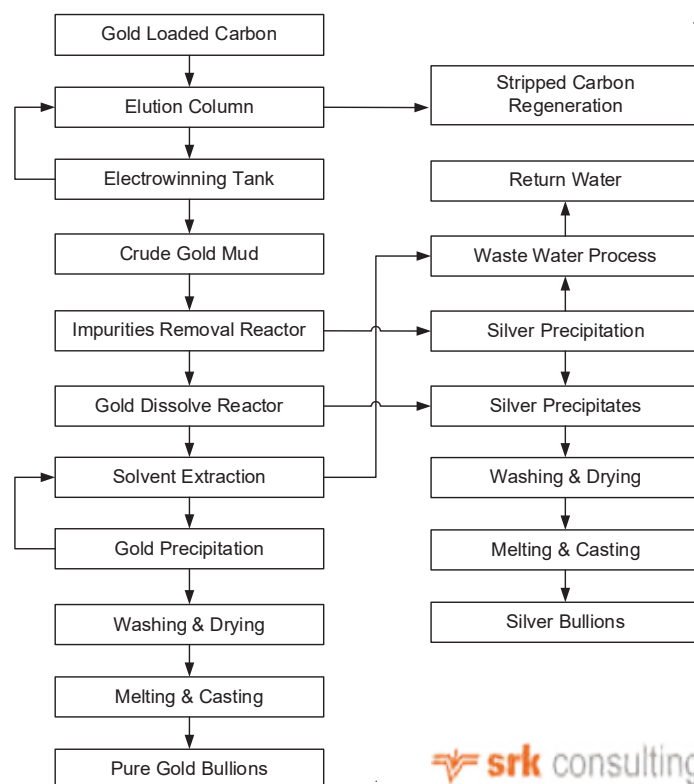 Gold Loaded Carbon
Elution Column
Electrowinning Tank
Crude Gold Mud
Impurities Removal Reactor
Gold Dissolve Reactor
Solvent Extraction
Gold Precipitation
Washing & Drying
Melting & Casting
Pure Gold Bullions
Stripped Carbon
Regeneration
Return Water
Waste Water Process
Silver Precipitation
Silver Precipitates
Washing & Drying
Melting & Casting
Silver Bullions
srk consulting